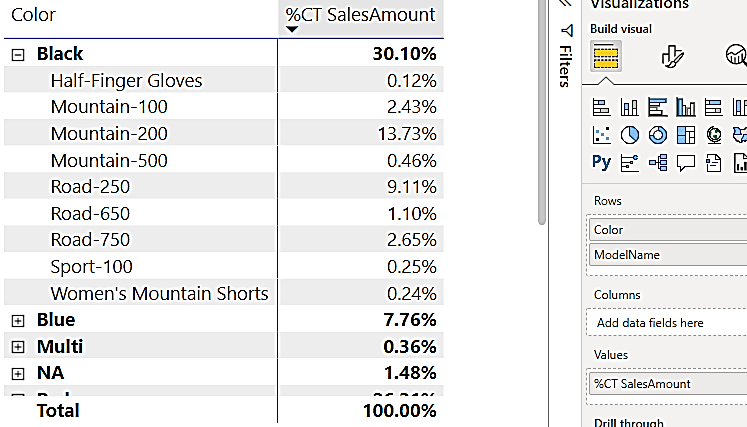 Color %CT SalesAmount
Black 30.10%
Half-Finger Gloves 0.12%
Mountain-100 2.43%
Mountain-200 13.73%
Mountain-500 0.46%
Road-250 9.11%
Road-650 1.10%
Road-750 2.65%
Sport-100 0.25%
Women's Mountain Shorts 0.24%
Blue 7.76%
Multi 0.36%
NA 1.48%
Total 100.00%
Filters
Visualizations
Build visual
Py
Rows
Color
ModelName
Columns
Add data fields here
Values
%CT SalesAmount
Drill through